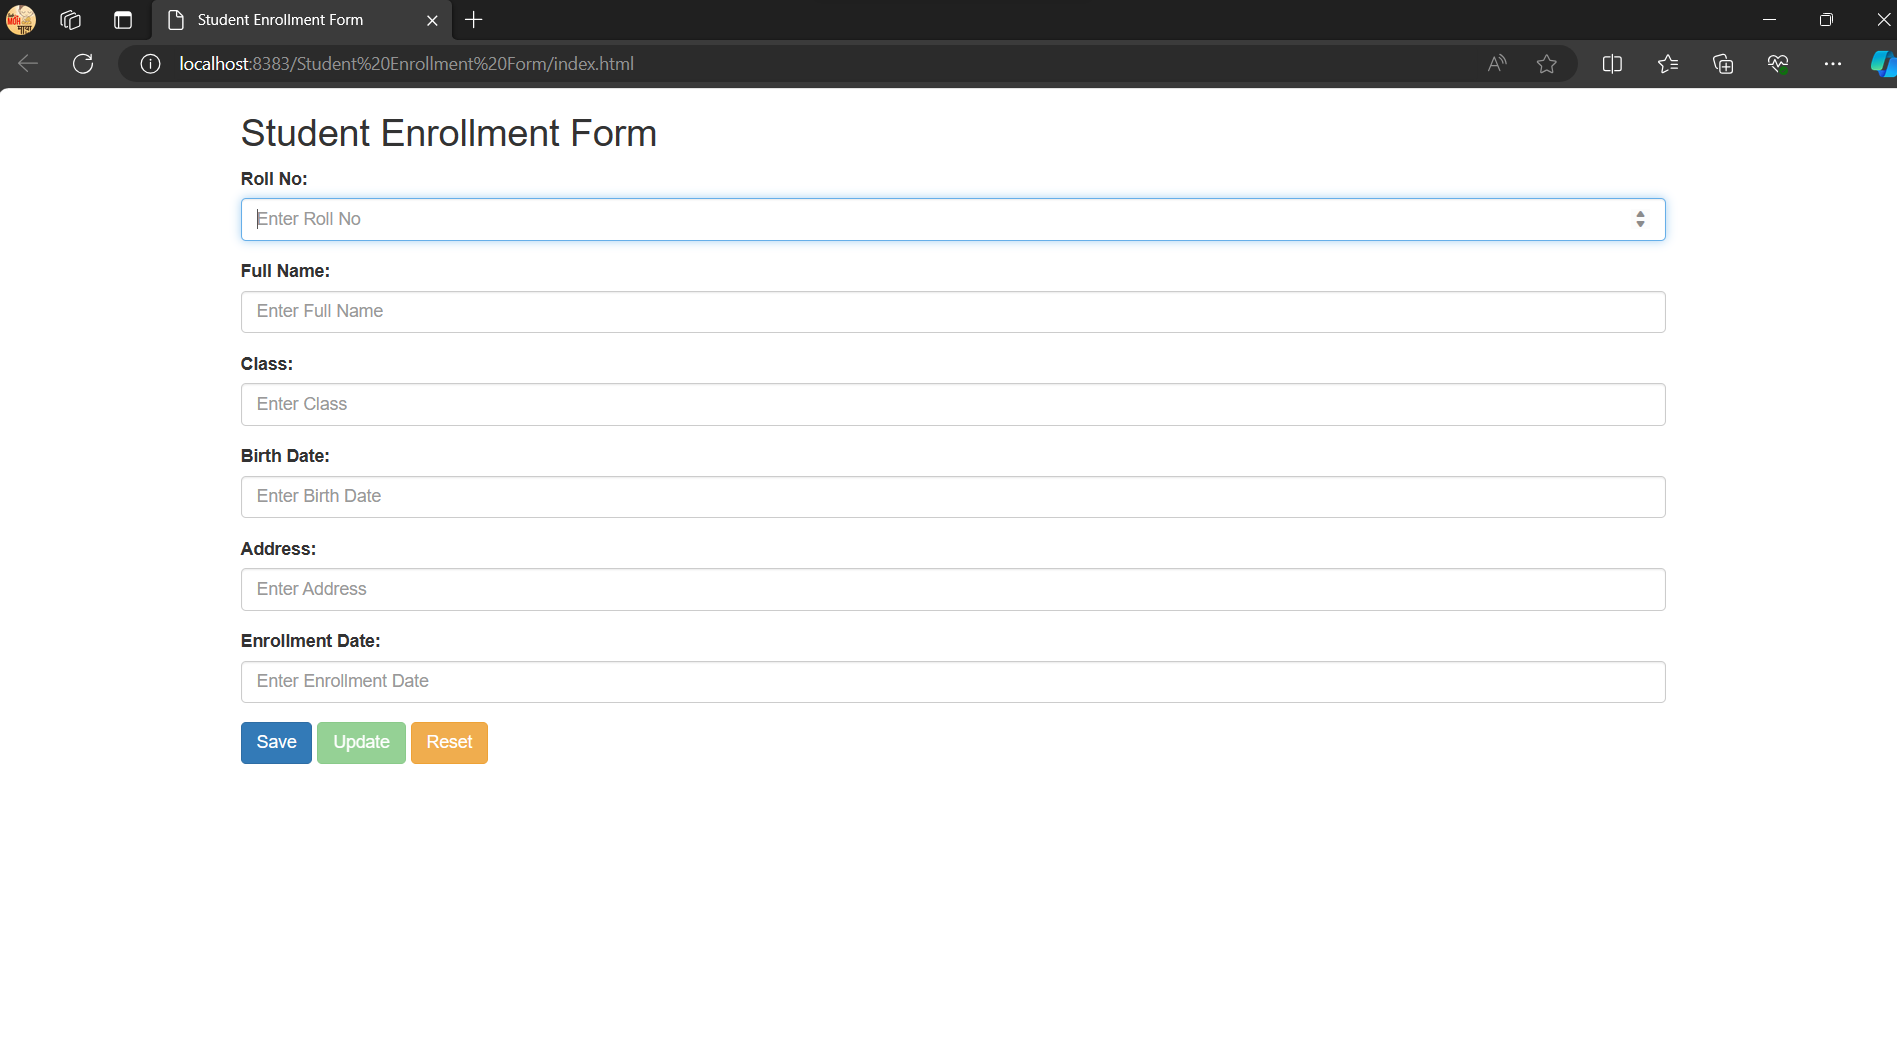 Student Enrollment Form
localhost:8383/Student%20Enrollment%20Form/index.html
Student Enrollment Form
Roll No:
Enter Roll No
Full Name:
Enter Full Name
Class:
Enter Class
Birth Date:
Enter Birth Date
Address:
Enter Address
Enrollment Date:
Enter Enrollment Date
Save Update Reset